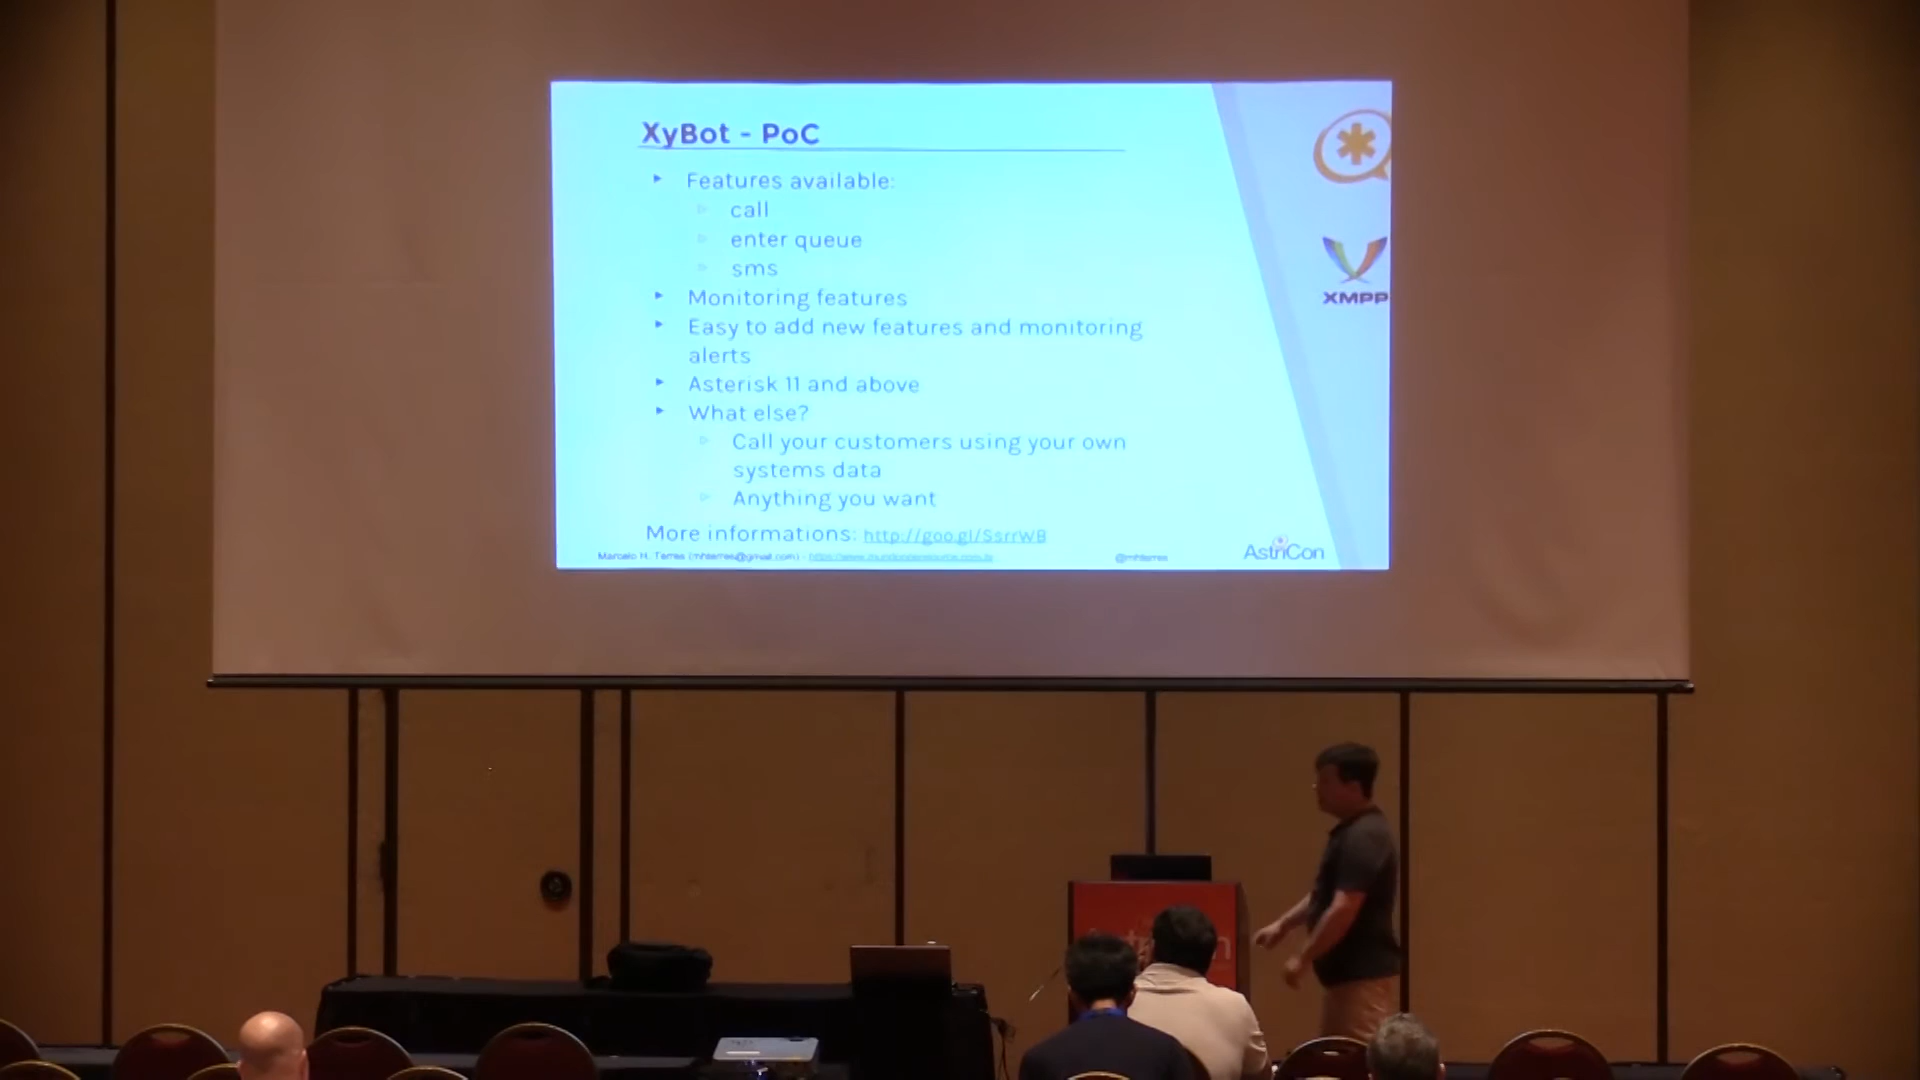 XyBot - PoC
Features available:
call
enter queue
sms
Monitoring features
Easy to add new features and monitoring
alerts
Asterisk 11 and above
What else?
Call your customers using your own
systems data
Anything you want
More informations: http://goo.gl/SsrrWB
Marcelo H. Terres (mhterres@gmail.com) -
@mhterres
AstriCon
XMPP